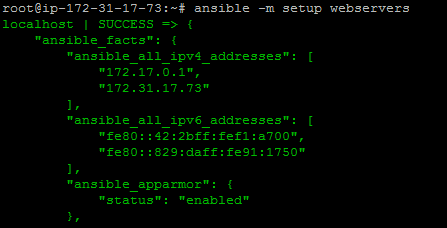 root@ip-172-31-17-73:~# ansible -m setup webservers
localhost | SUCCESS => {
    "ansible_facts": {
        "ansible_all_ipv4_addresses": [
            "172.17.0.1",
            "172.31.17.73"
        ],
        "ansible_all_ipv6_addresses": [
            "fe80::42:2bff:fef1:a700",
            "fe80::829:daff:fe91:1750"
        ],
        "ansible_apparmor": {
            "status": "enabled"
        },